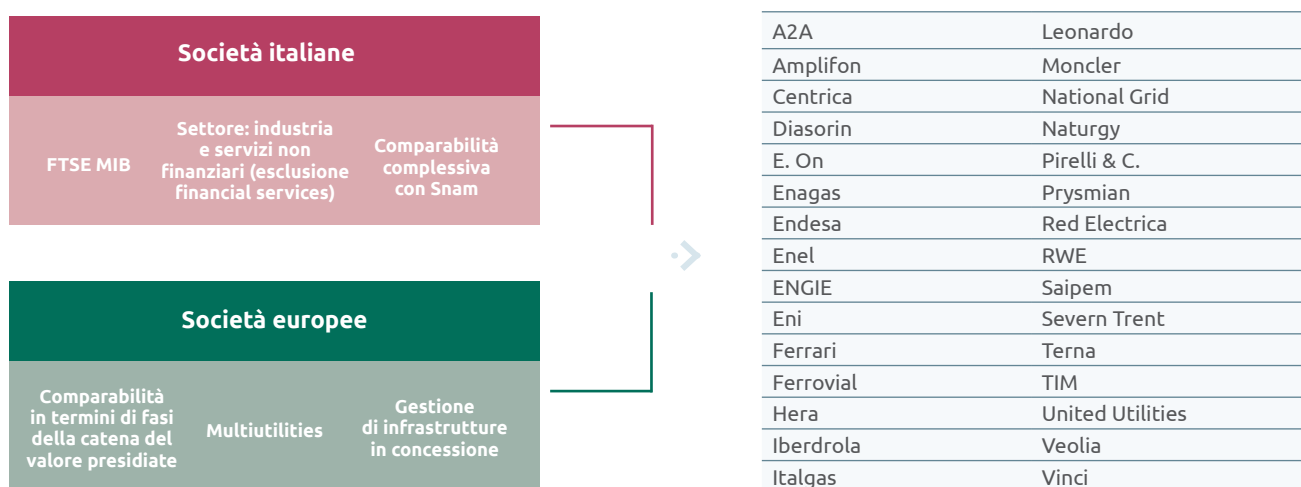 Società italiane
FTSE MIB
Settore: industria
e servizi non
finanziari (esclusione
financial services)
Comparabilità
complessiva
con Snam
Società europee
Comparabilità
in termini di fasi
della catena del
valore presidiate
Multiutilities
Gestione
di infrastrutture
in concessione
A2A Leonardo
Amplifon Moncler
Centrica National Grid
Diasorin Naturgy
E. On Pirelli & C.
Enagas Prysmian
Endesa Red Electrica
Enel RWE
ENGIE Saipem
Eni Severn Trent
Ferrari Terna
Ferrovial TIM
Hera United Utilities
Iberdrola Veolia
Italgas Vinci